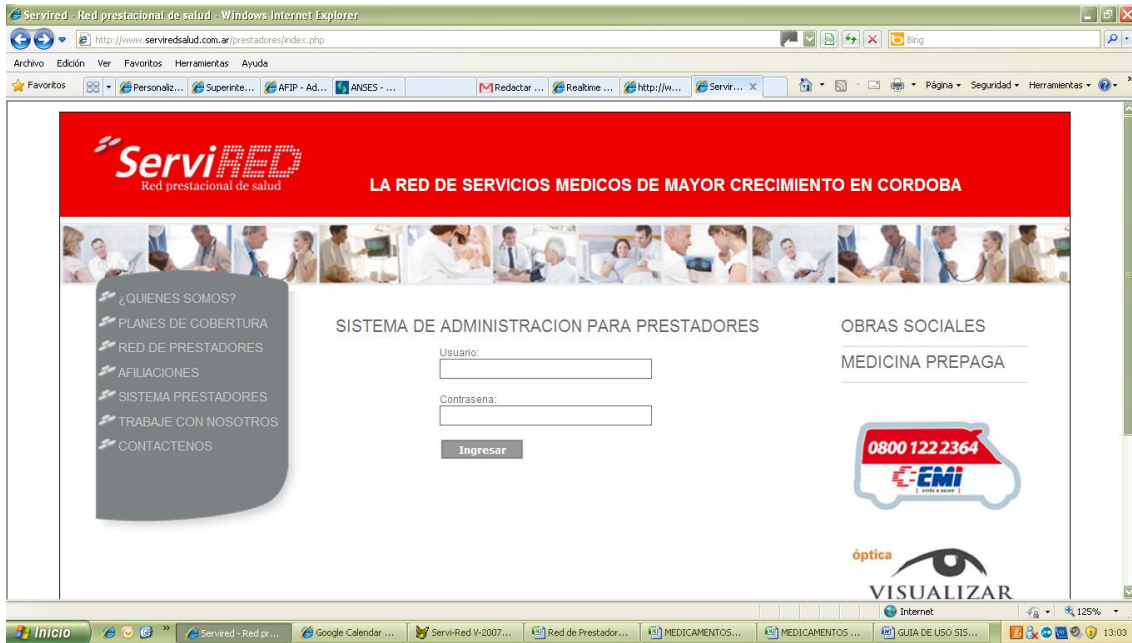 Servired - Red prestacional de salud - Windows Internet Explorer
http://www.serviredsalud.com.ar/prestadores/index.php
Bing
Archivo Edición Ver Favoritos Herramientas Ayuda
Favoritos Personaliz... Superinte... AFIP - Ad... ANSES - ... Redactar ... Realtime ... http://w... Servir... X Página Seguridad Herramientas
ServiRED
Red prestacional de salud
LA RED DE SERVICIOS MEDICOS DE MAYOR CRECIMIENTO EN CORDOBA
¿QUIENES SOMOS?
PLANES DE COBERTURA
RED DE PRESTADORES
AFILIACIONES
SISTEMA PRESTADORES
TRABAJE CON NOSOTROS
CONTACTENOS
SISTEMA DE ADMINISTRACION PARA PRESTADORES
Usuario:
Contrasena:
Ingresar
OBRAS SOCIALES
MEDICINA PREPAGA
0800 122 2364
EMI
óptica
VISUALIZAR
Internet 125%
Inicio Servired - Red pr... Google Calendar ... Servi-Red V-2007... Red de Prestador... MEDICAMENTOS... MEDICAMENTOS ... GUIA DE USO SIS... 13:03